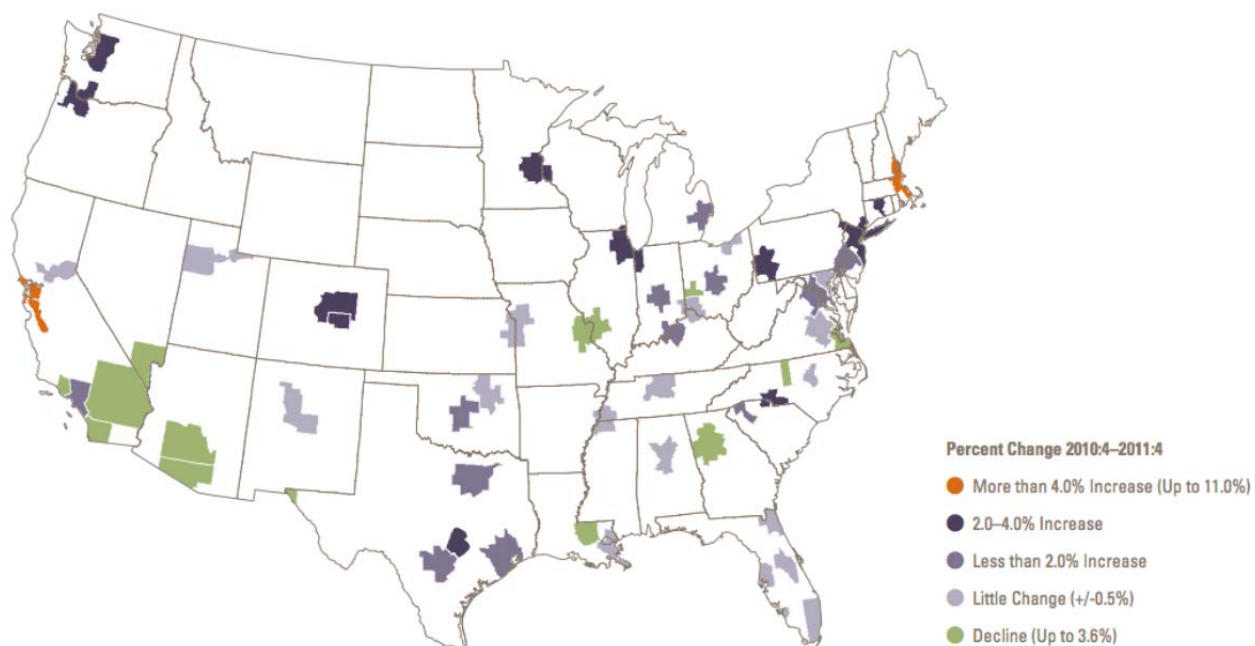 Percent Change 2010:4–2011:4
More than 4.0% Increase (Up to 11.0%)
2.0–4.0% Increase
Less than 2.0% Increase
Little Change (+/-0.5%)
Decline (Up to 3.6%)